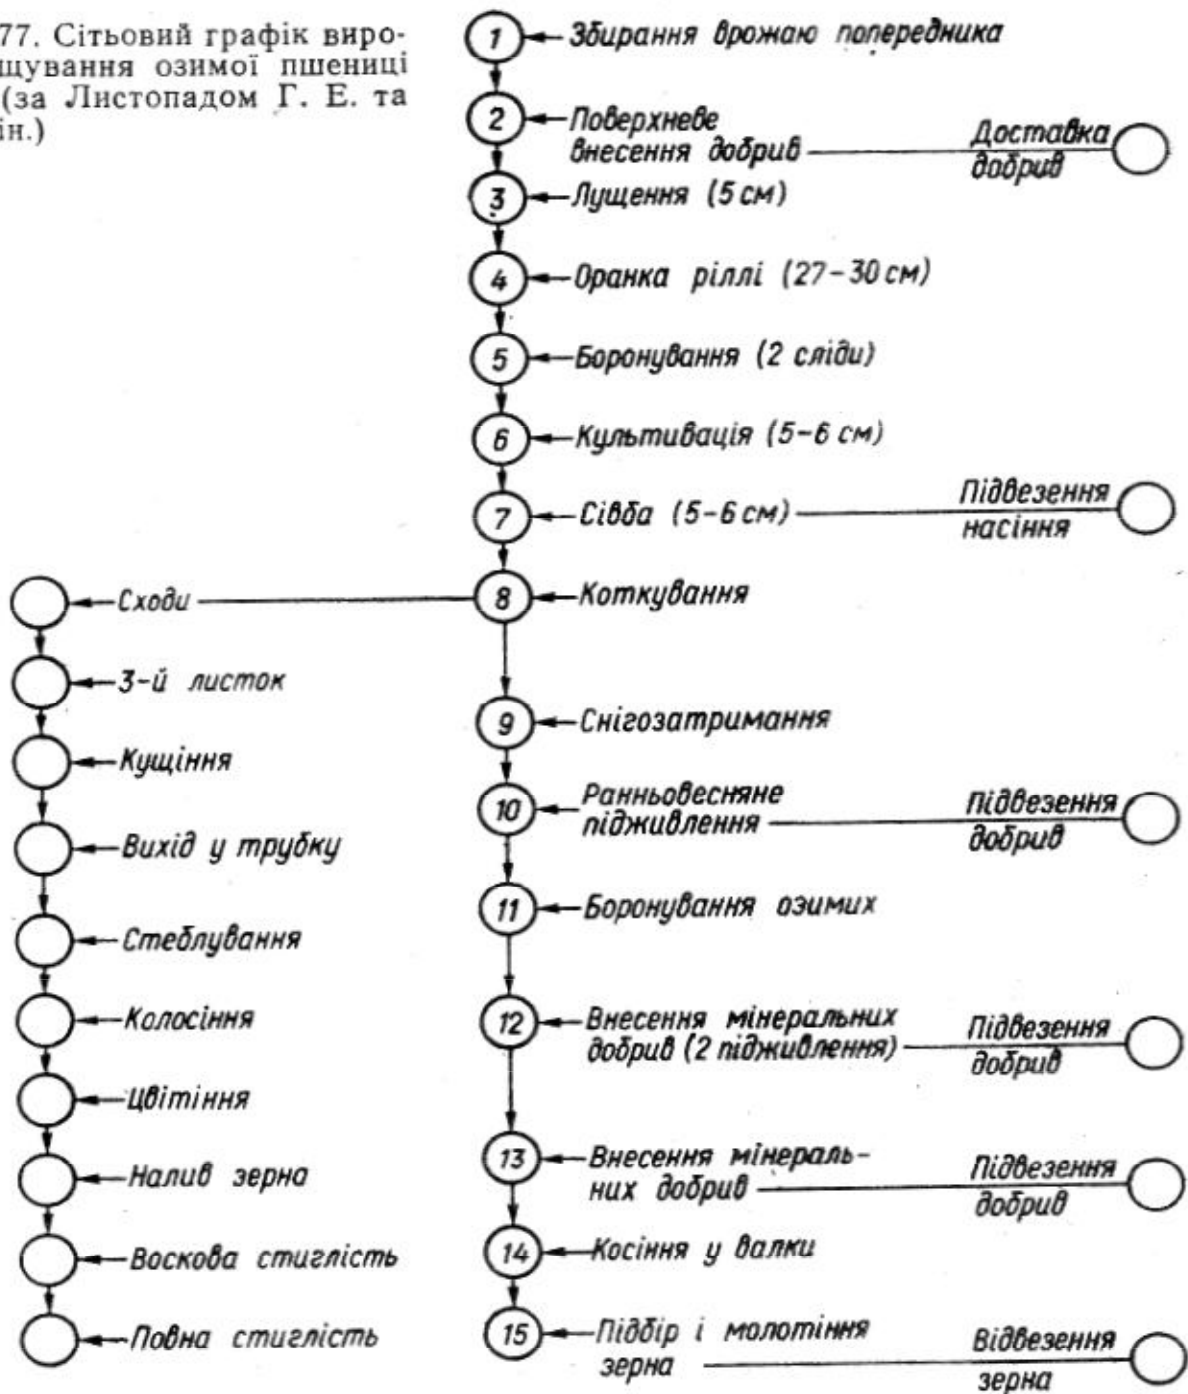 77. Сітьовий графік виро-
щування озимої пшениці
(за Листопадом Г. Е. та
ін.)
1 Збирання врожаю попередника
2 Поверхневе
внесення добрив
Доставка
добрив
3 Лущення (5 см)
4 Оранка ріллі (27-30 см)
5 Боронування (2 сліди)
6 Культивація (5-6 см)
7 Сівба (5-6 см)
Підвезення
насіння
8 Коткування
9 Снігозатримання
10 Ранньовесняне
підживлення
Підвезення
добрив
11 Боронування озимих
12 Внесення мінеральних
добрив (2 підживлення)
Підвезення
добрив
13 Внесення мінераль-
них добрив
Підвезення
добрив
14 Косіння у валки
15 Підбір і молотіння
зерна
Відвезення
зерна
Сходи
3-й листок
Кущіння
Вихід у трубку
Стеблування
Колосіння
Цвітіння
Налив зерна
Воскова стиглість
Повна стиглість